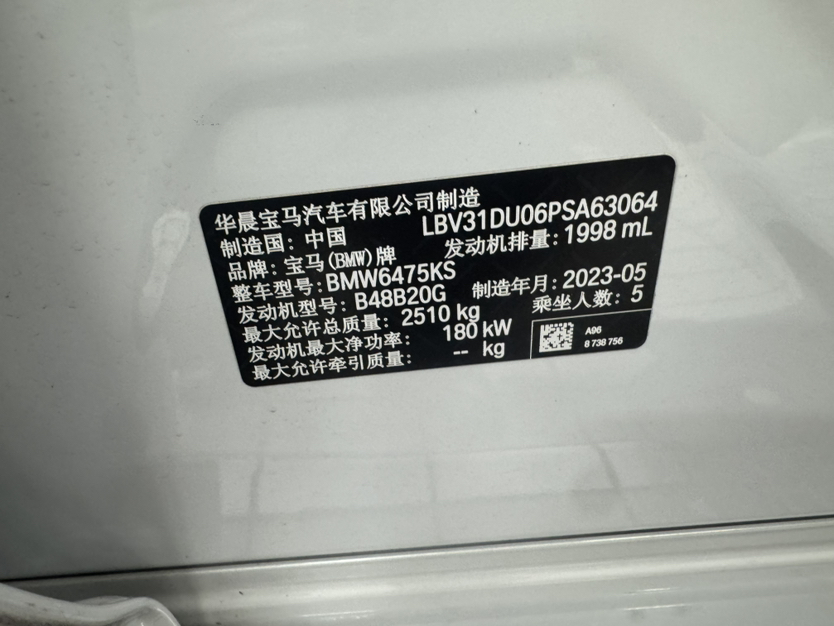 华晨宝马汽车有限公司制造
制造国: 中国 LBV31DU06PSA63064
品牌: 宝马(BMW)牌 发动机排量: 1998 mL
整车型号: BMW6475KS
发动机型号: B48B20G 制造年月: 2023-05
最大允许总质量: 2510 kg 乘坐人数: 5
发动机最大净功率: 180 kW
最大允许牵引质量: -- kg
A96
8 738 756